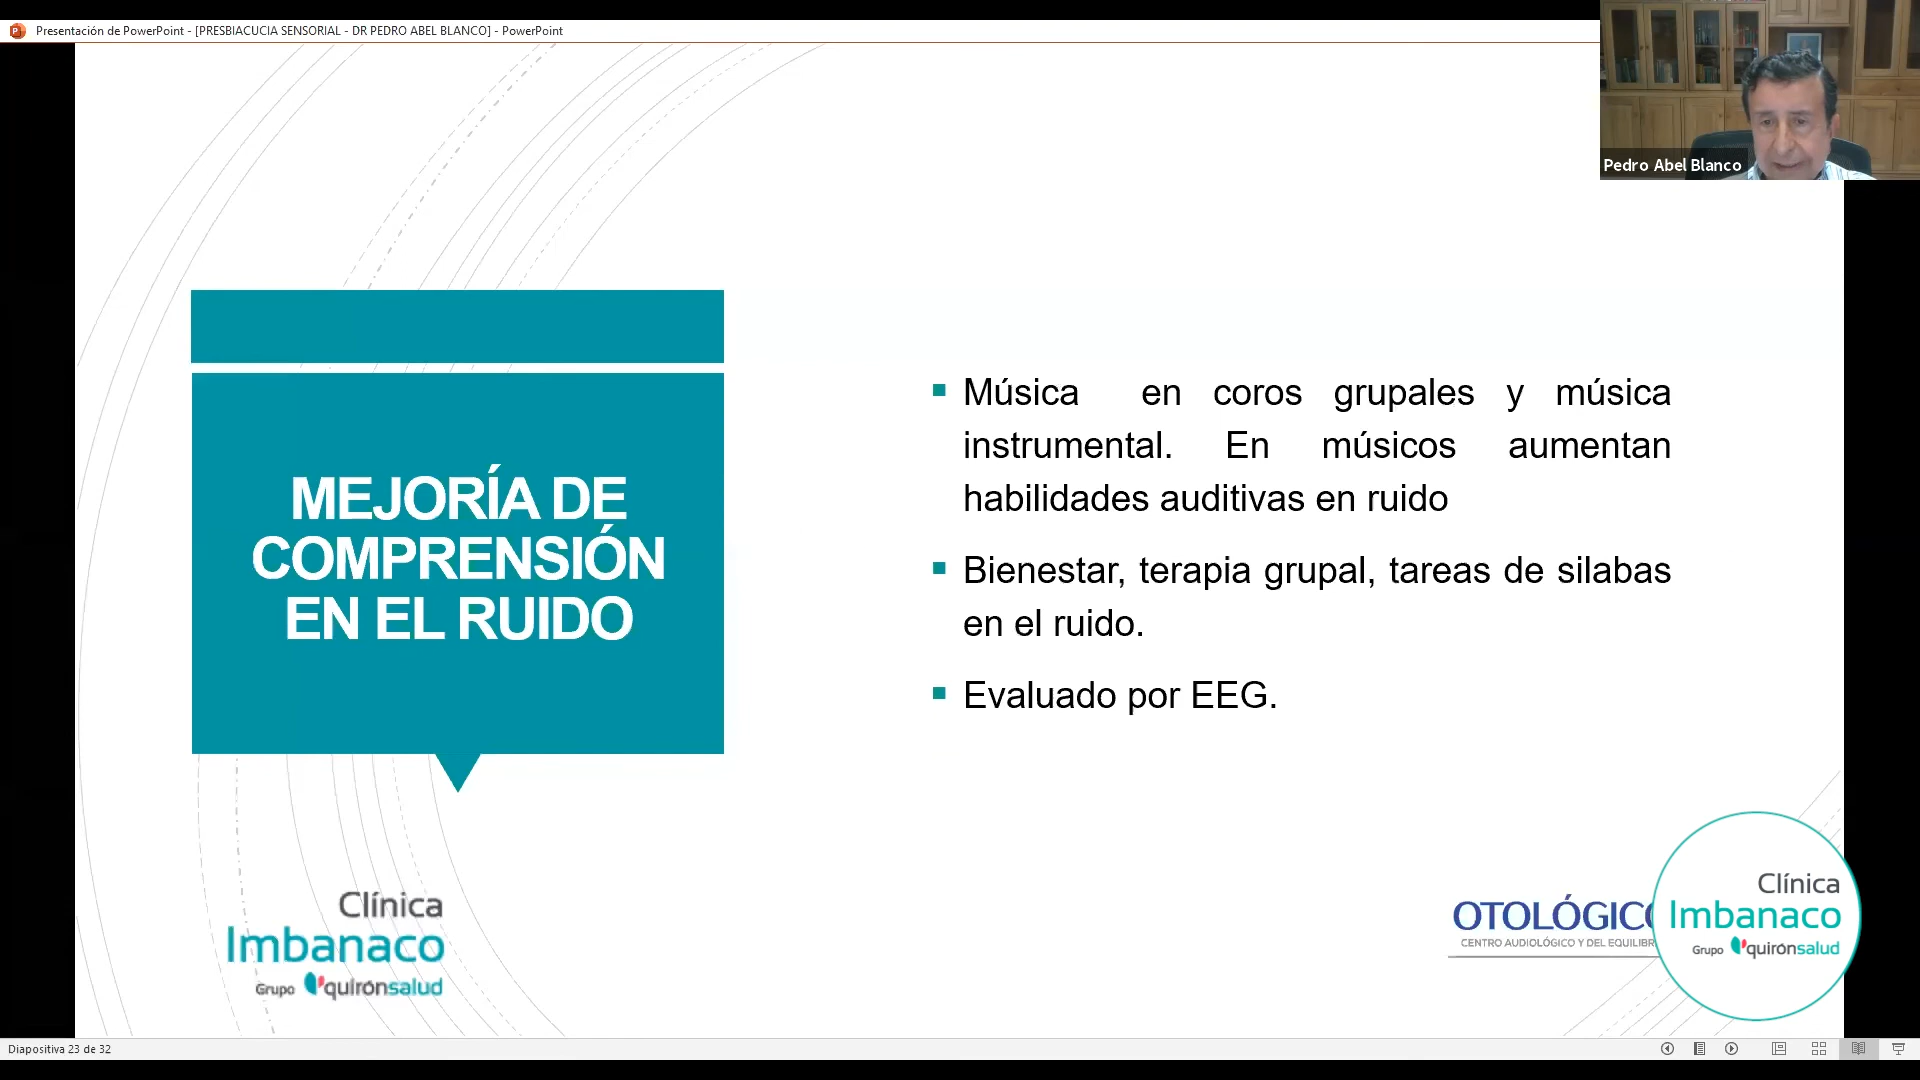 Presentación de PowerPoint - [PRESBIACUCIA SENSORIAL - DR PEDRO ABEL BLANCO] - PowerPoint
Pedro Abel Blanco
MEJORÍA DE
COMPRENSIÓN
EN EL RUIDO
Música en coros grupales y música
instrumental. En músicos aumentan
habilidades auditivas en ruido
Bienestar, terapia grupal, tareas de silabas
en el ruido.
Evaluado por EEG.
Clínica
Imbanaco
Grupo quirónsalud
OTOLÓGICO
CENTRO AUDIOLÓGICO Y DEL EQUILIBR
Clínica
Imbanaco
Grupo quirónsalud
Diapositiva 23 de 32